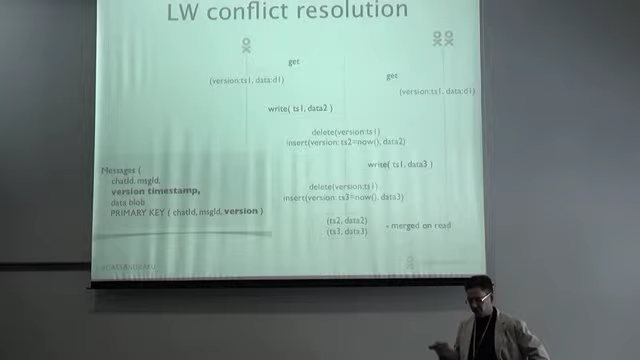 LW conflict resolution
get
get
(version:ts1, data:d1)
(version:ts1, data:d1)
write( ts1, data2 )
delete(version:ts1)
insert(version: ts2=now(), data2)
write( ts1, data3 )
Messages (
chatId, msgId,
version timestamp,
data blob
PRIMARY KEY ( chatId, msgId, version )
delete(version:ts1)
insert(version: ts3=now(), data3)
(ts2, data2)
(ts3, data3)
- merged on read